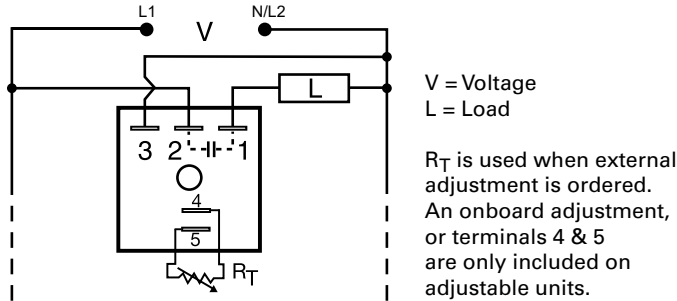 L1
V
N/L2
L
3
2
1
4
5
RT
V = Voltage
L = Load
RT is used when external
adjustment is ordered.
An onboard adjustment,
or terminals 4 & 5
are only included on
adjustable units.